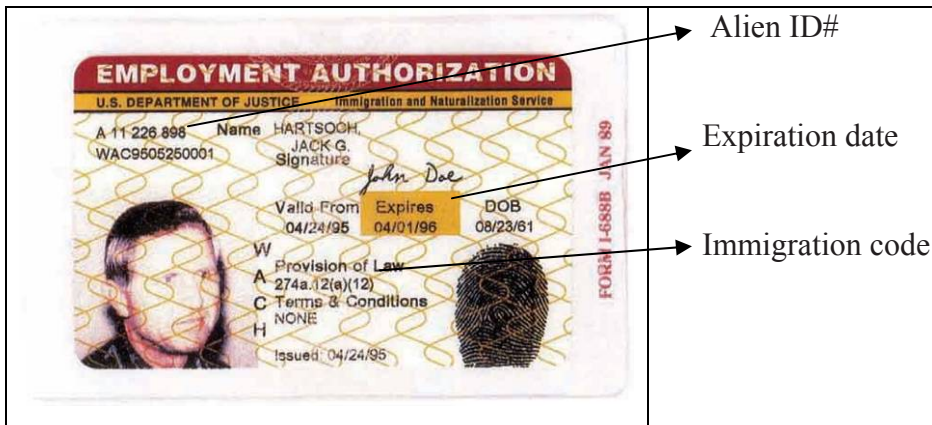 EMPLOYMENT AUTHORIZATION
U.S. DEPARTMENT OF JUSTICE Immigration and Naturalization Service
A 11 226 898 Name HARTSOCH,
WAC9505250001 JACK G.
Signature
John Doe
Valid From Expires DOB
04/24/95 04/01/96 08/23/61
W
A
C
H
Provision of Law
274a.12(a)(12)
Terms & Conditions
NONE
Issued: 04/24/95
FORM I-688B JAN 89
Alien ID#
Expiration date
Immigration code